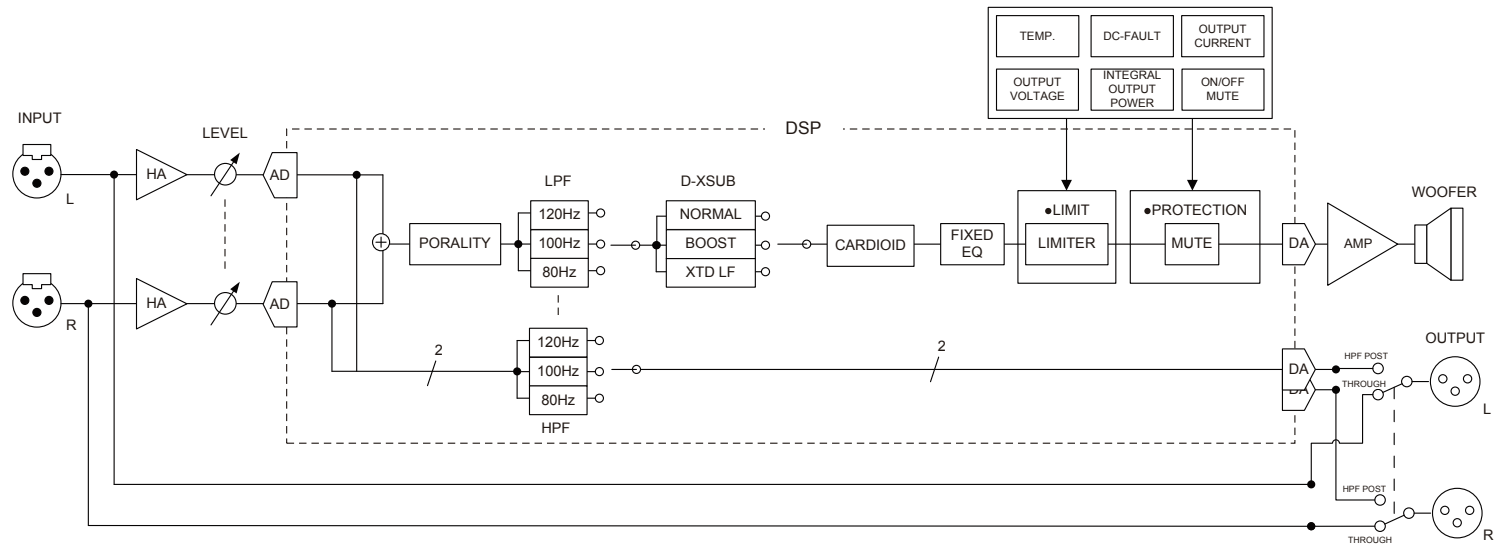 TEMP.
DC-FAULT
OUTPUT
CURRENT
OUTPUT
VOLTAGE
INTEGRAL
OUTPUT
POWER
ON/OFF
MUTE
INPUT
LEVEL
DSP
HA
AD
L
LPF
120Hz
100Hz
80Hz
D-XSUB
NORMAL
BOOST
XTD LF
PORALITY
CARDIOID
FIXED
EQ
●LIMIT
LIMITER
●PROTECTION
MUTE
DA
AMP
WOOFER
HA
AD
R
120Hz
100Hz
80Hz
HPF
2
2
DA
DA
HPF POST
THROUGH
OUTPUT
L
HPF POST
THROUGH
R